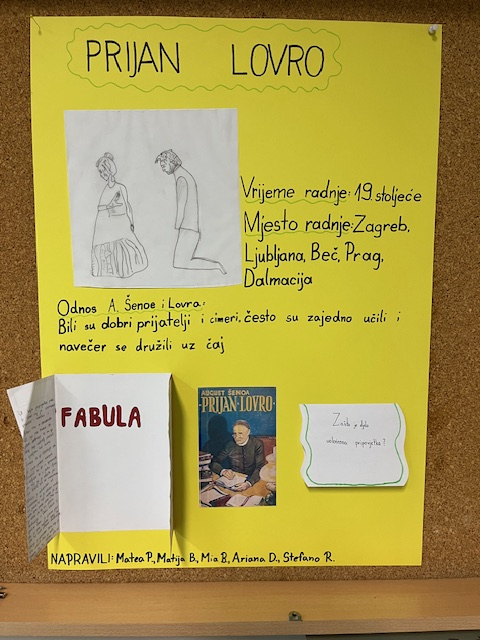 PRIJAN LOVRO
Vrijeme radnje: 19. stoljeće
Mjesto radnje: Zagreb,
Ljubljana, Beč, Prag,
Dalmacija
Odnos A. Šenoe i Lovra:
Bili su dobri prijatelji i cimeri, često su zajedno učili i
navečer se družili uz čaj
FABULA
AUGUST ŠENOA
PRIJAN·LOVRO·
Zašto je djelo
pripovijetka?
NAPRAVILI: Matea P., Matija B., Mia B., Ariana D., Stefano R.